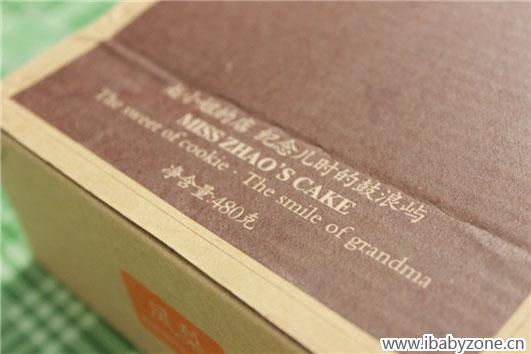 赵小姐的店 纪念儿时的鼓浪屿
MISS ZHAO'S CAKE
The sweet of cookie · The smile of grandma
净含量:480克
www.ibabyzone.cn